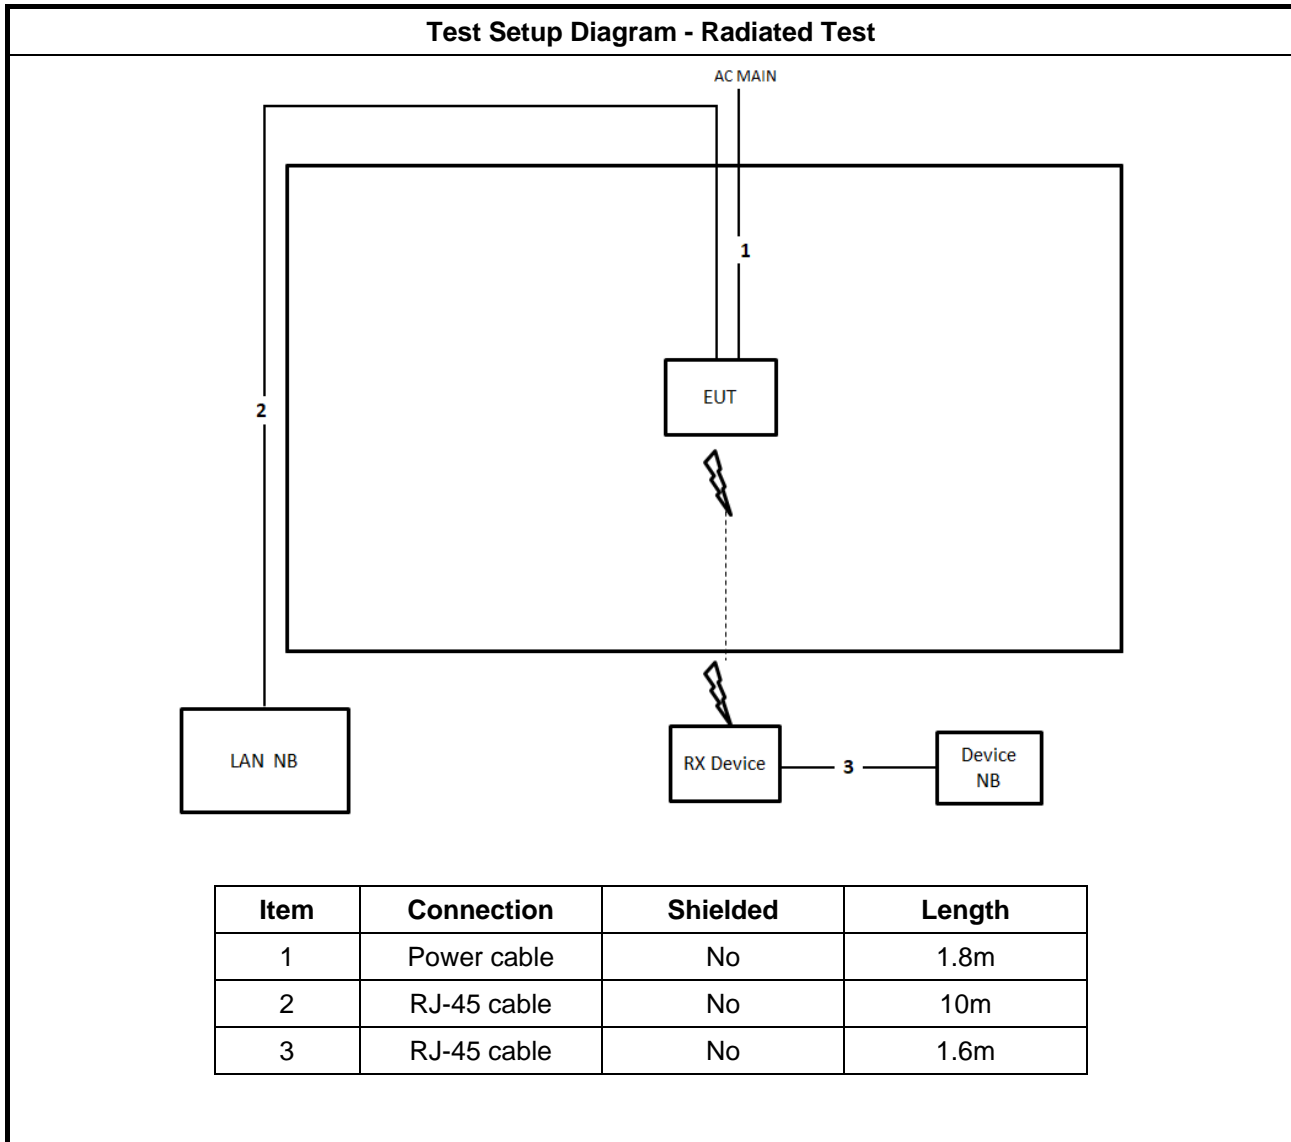 Test Setup Diagram - Radiated Test
AC MAIN
1
EUT
2
LAN NB
RX Device
3
Device
NB
Item Connection Shielded Length
1 Power cable No 1.8m
2 RJ-45 cable No 10m
3 RJ-45 cable No 1.6m